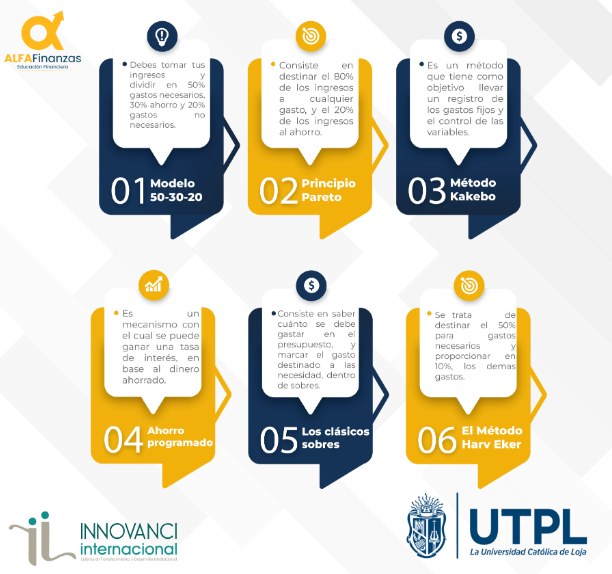 ALFAFinanzas
Educación Financiera
Debes tomar tus
ingresos y
dividir en 50%
gastos necesarios,
30% ahorro y 20%
gastos no
necesarios.
01 Modelo
50-30-20
Consiste en
destinar el 80%
de los ingresos
a cualquier
gasto, y el 20%
de los ingresos
al ahorro.
02 Principio
Pareto
Es un método
que tiene como
objetivo llevar
un registro de
los gastos fijos y
el control de las
variables.
03 Método
Kakebo
Es un
mecanismo con
el cual se puede
ganar una tasa
de interés, en
base al dinero
ahorrado.
04 Ahorro
programado
Consiste en saber
cuánto se debe
gastar en el
presupuesto, y
marcar el gasto
destinado a las
necesidad, dentro
de sobres.
05 Los clásicos
sobres
Se trata de
destinar el 50%
para gastos
necesarios y
proporcionar en
10%, los demas
gastos.
06 El Método
Harv Eker
INNOVANCI
internacional
UTPL
La Universidad Católica de Loja